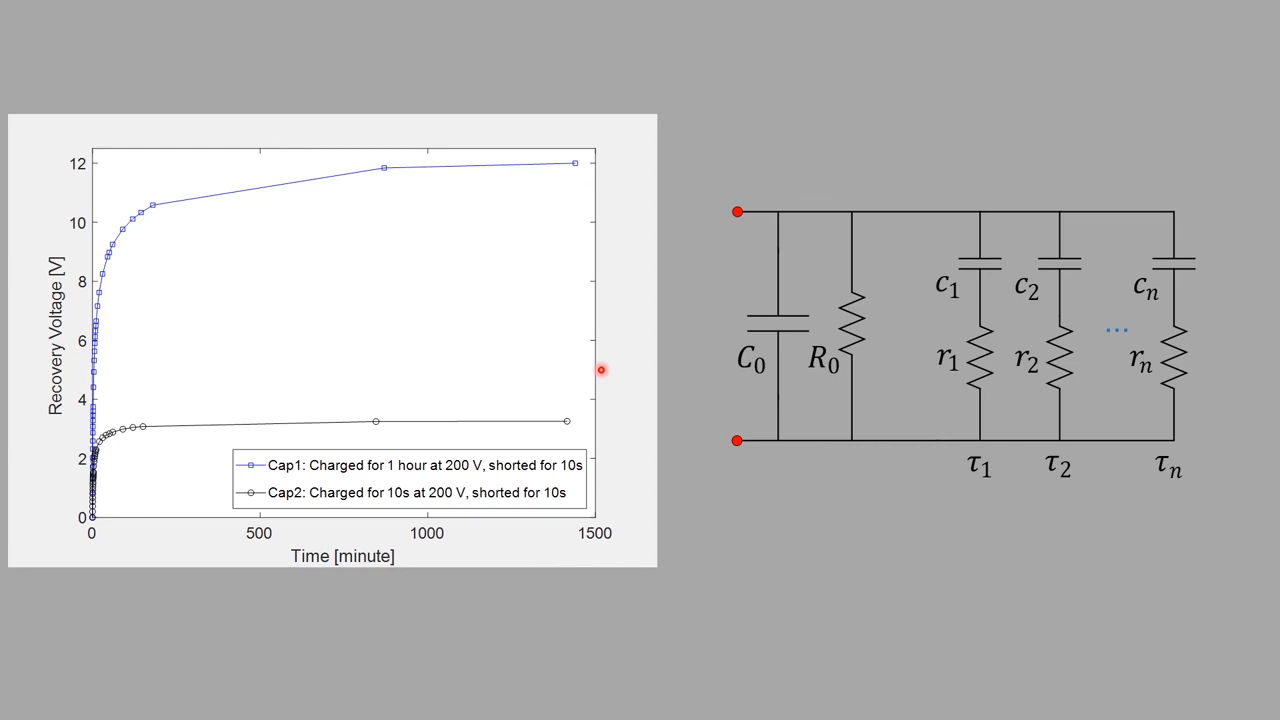 12
10
8
6
4
2
0
Recovery Voltage [V]
Cap1: Charged for 1 hour at 200 V, shorted for 10s
Cap2: Charged for 10s at 200 V, shorted for 10s
0 500 1000 1500
Time [minute]
C₀ R₀ c₁ c₂ ... cₙ
r₁ r₂ rₙ
τ₁ τ₂ τₙ